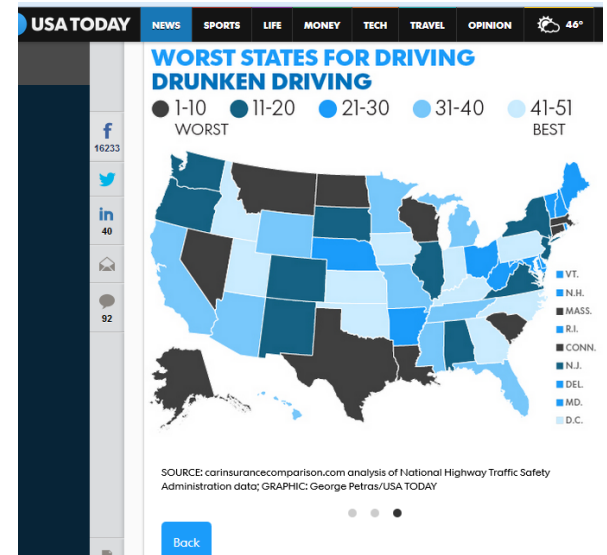 USA TODAY
NEWS SPORTS LIFE MONEY TECH TRAVEL OPINION 46°
WORST STATES FOR DRIVING
DRUNKEN DRIVING
1-10 11-20 21-30 31-40 41-51
WORST BEST
f
16233
in
40
92
VT.
N.H.
MASS.
R.I.
CONN.
N.J.
DEL.
MD.
D.C.
SOURCE: carinsurancecomparison.com analysis of National Highway Traffic Safety
Administration data; GRAPHIC: George Petras/USA TODAY
Back